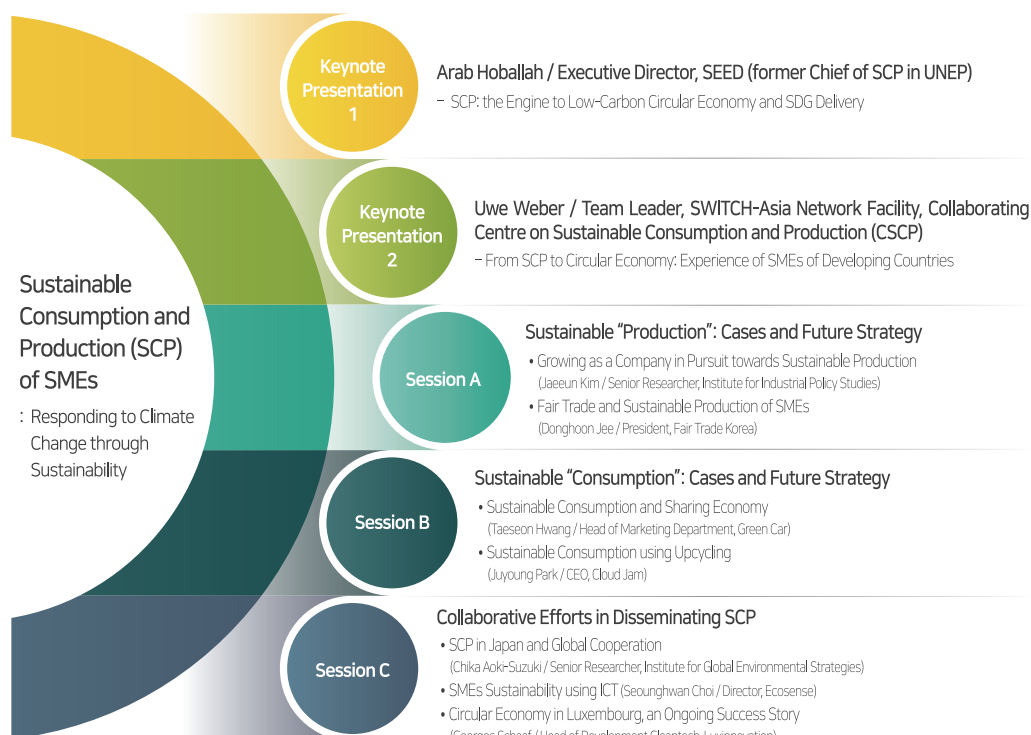 Sustainable
Consumption and
Production (SCP)
of SMEs
: Responding to Climate
Change through
Sustainability
Keynote
Presentation
1
Arab Hoballah / Executive Director, SEED (former Chief of SCP in UNEP)
– SCP: the Engine to Low-Carbon Circular Economy and SDG Delivery
Keynote
Presentation
2
Uwe Weber / Team Leader, SWITCH-Asia Network Facility, Collaborating
Centre on Sustainable Consumption and Production (CSCP)
– From SCP to Circular Economy: Experience of SMEs of Developing Countries
Session A
Sustainable “Production”: Cases and Future Strategy
• Growing as a Company in Pursuit towards Sustainable Production
(Jaeeun Kim / Senior Researcher, Institute for Industrial Policy Studies)
• Fair Trade and Sustainable Production of SMEs
(Donghoon Jee / President, Fair Trade Korea)
Session B
Sustainable “Consumption”: Cases and Future Strategy
• Sustainable Consumption and Sharing Economy
(Taeseon Hwang / Head of Marketing Department, Green Car)
• Sustainable Consumption using Upcycling
(Juyoung Park / CEO, Cloud Jam)
Session C
Collaborative Efforts in Disseminating SCP
• SCP in Japan and Global Cooperation
(Chika Aoki-Suzuki / Senior Researcher, Institute for Global Environmental Strategies)
• SMEs Sustainability using ICT (Seounghwan Choi / Director, Ecosense)
• Circular Economy in Luxembourg, an Ongoing Success Story
(Georges Schaaf / Head of Development Cleantech, Luxinnovation)